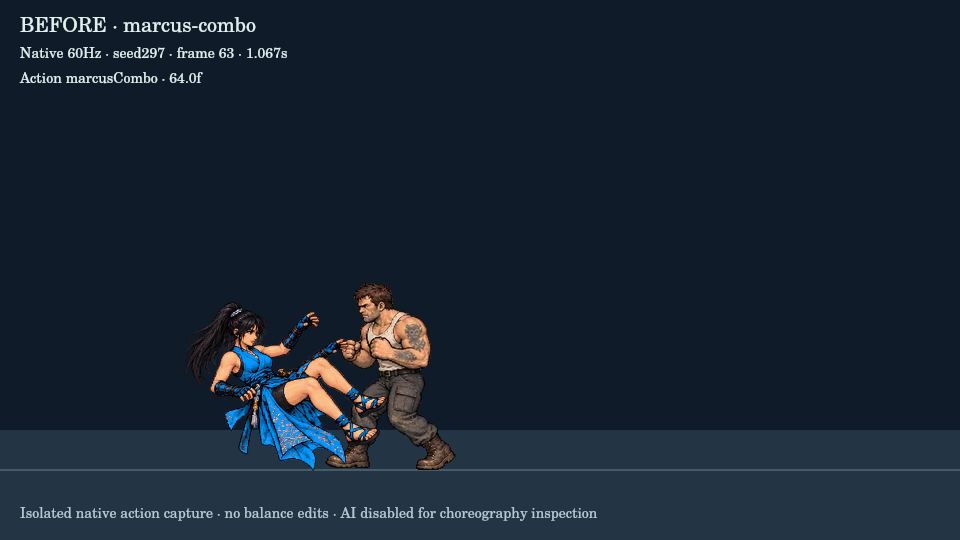 BEFORE · marcus-combo
Native 60Hz · seed297 · frame 63 · 1.067s
Action marcusCombo · 64.0f
Isolated native action capture · no balance edits · AI disabled for choreography inspection